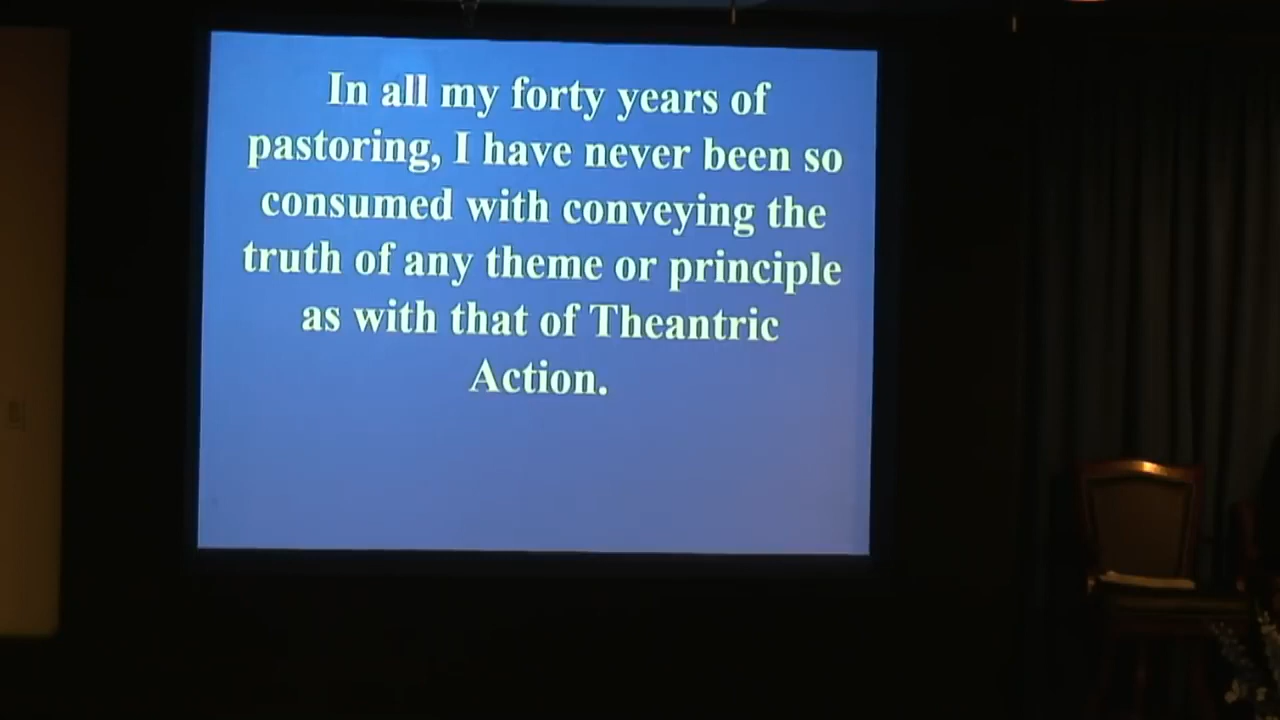 In all my forty years of
pastoring, I have never been so
consumed with conveying the
truth of any theme or principle
as with that of Theantric
Action.